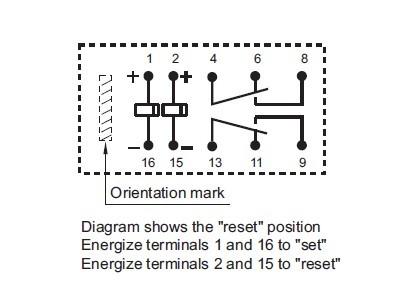 1 2 4 6 8
+ + 
− −
16 15 13 11 9
Orientation mark
Diagram shows the "reset" position
Energize terminals 1 and 16 to "set"
Energize terminals 2 and 15 to "reset"